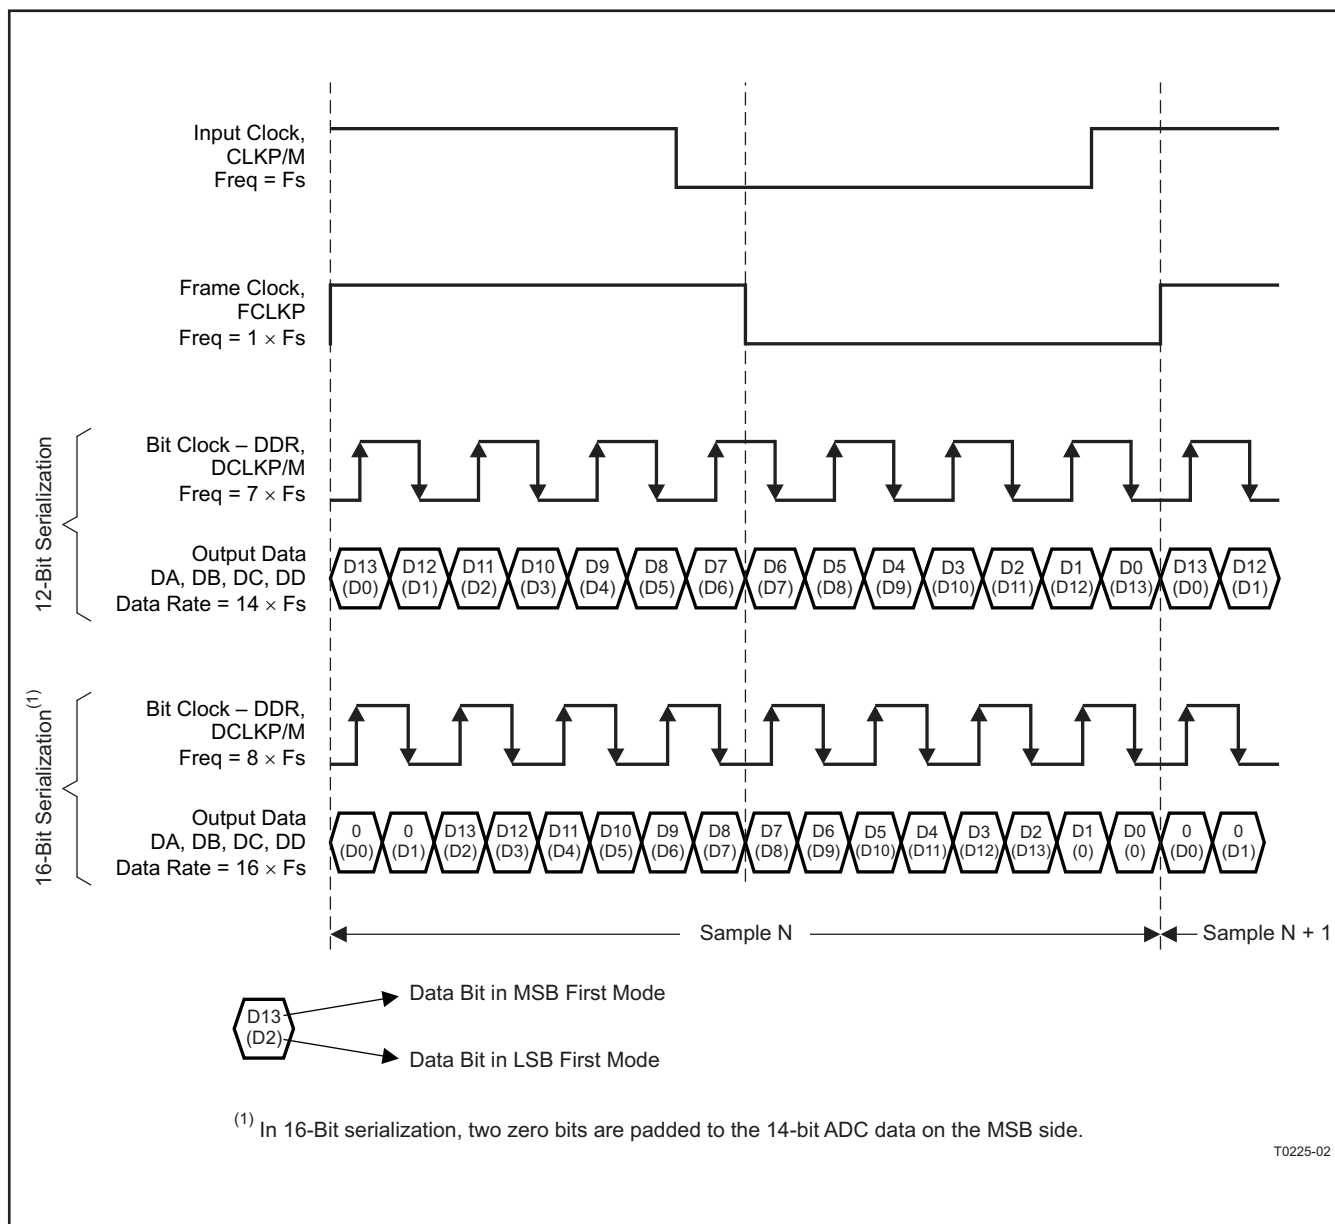 Input Clock,
CLKP/M
Freq = Fs
Frame Clock,
FCLKP
Freq = 1 × Fs
12-Bit Serialization
Bit Clock – DDR,
DCLKP/M
Freq = 7 × Fs
Output Data
DA, DB, DC, DD
Data Rate = 14 × Fs
D13 D12 D11 D10 D9 D8 D7 D6 D5 D4 D3 D2 D1 D0 D13 D12
(D0) (D1) (D2) (D3) (D4) (D5) (D6) (D7) (D8) (D9) (D10) (D11) (D12) (D13) (D0) (D1)
16-Bit Serialization(1)
Bit Clock – DDR,
DCLKP/M
Freq = 8 × Fs
Output Data
DA, DB, DC, DD
Data Rate = 16 × Fs
0 0 D13 D12 D11 D10 D9 D8 D7 D6 D5 D4 D3 D2 D1 D0 0 0
(D0) (D1) (D2) (D3) (D4) (D5) (D6) (D7) (D8) (D9) (D10) (D11) (D12) (D13) (0) (0) (D0) (D1)
Sample N
Sample N + 1
D13
(D2)
Data Bit in MSB First Mode
Data Bit in LSB First Mode
(1) In 16-Bit serialization, two zero bits are padded to the 14-bit ADC data on the MSB side.
T0225-02